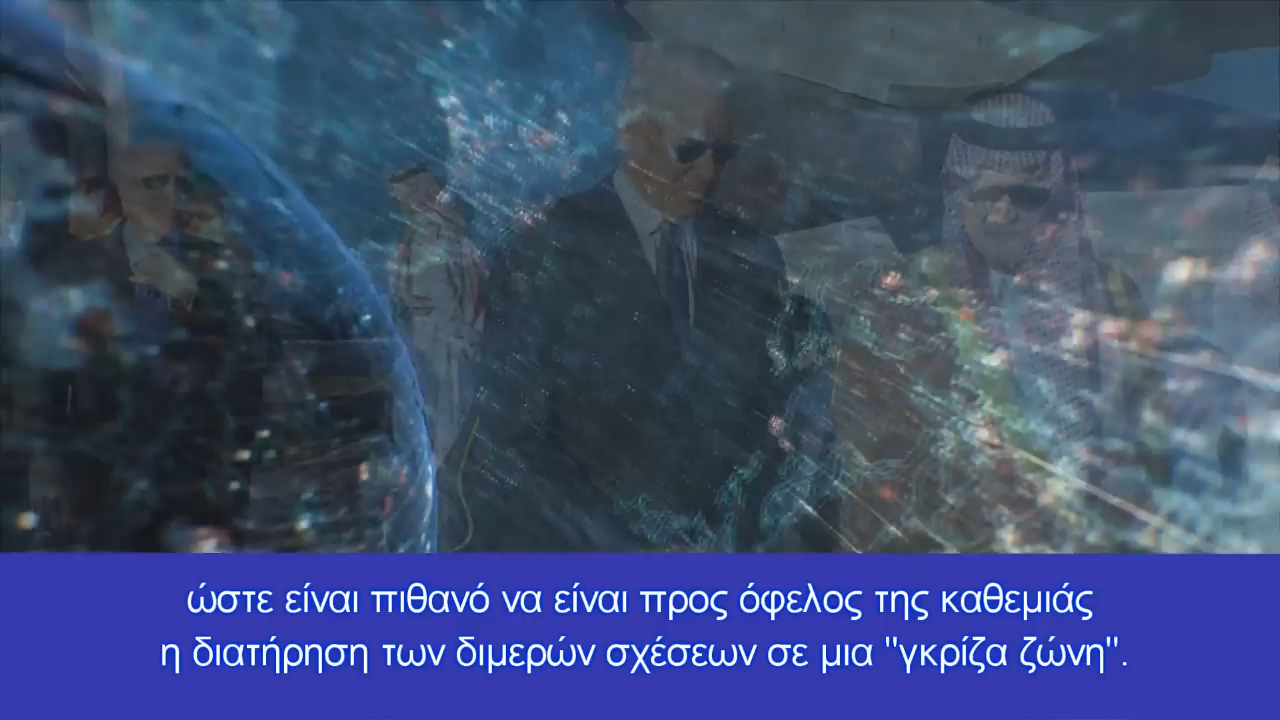 ώστε είναι πιθανό να είναι προς όφελος της καθεμιάς
η διατήρηση των διμερών σχέσεων σε μια "γκρίζα ζώνη".